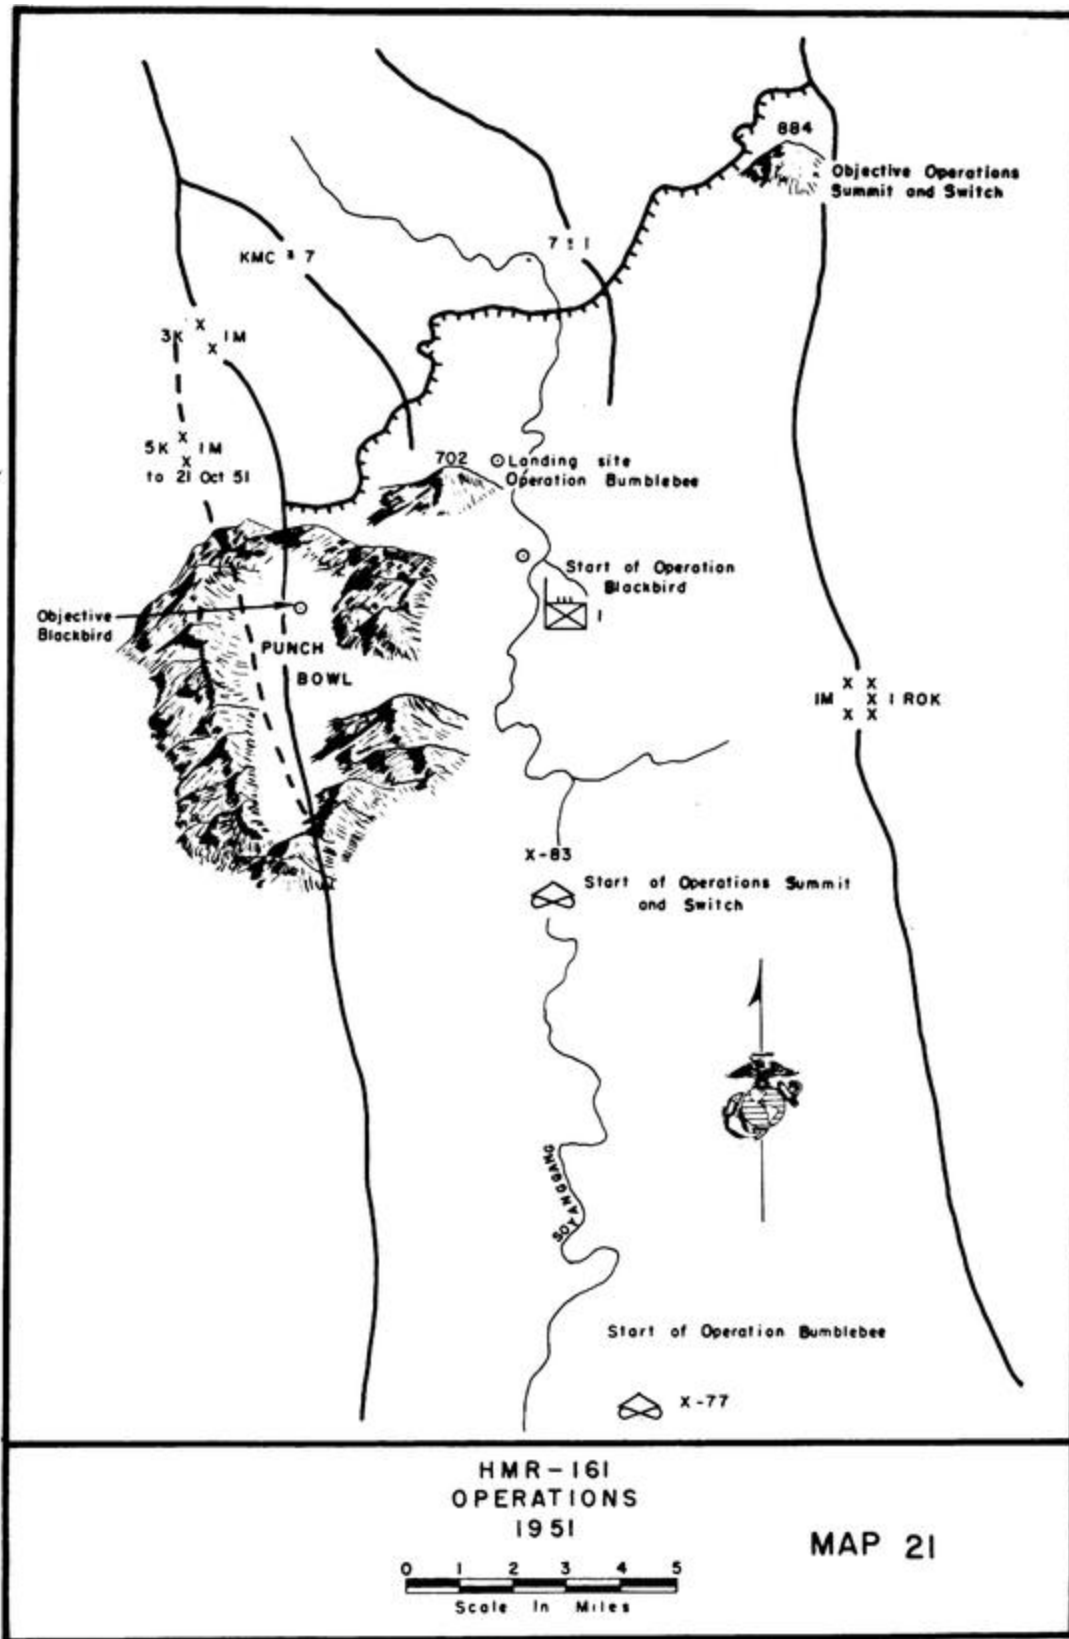 884
Objective Operations
Summit and Switch
7 1
KMC 7
3K X 1M
X
5K X 1M
X
to 21 Oct 51
702
Landing site
Operation Bumblebee
Start of Operation
Blackbird
1
Objective
Blackbird
PUNCH
BOWL
X X
1M X 1 ROK
X X
X-83
Start of Operations Summit
and Switch
SOYANGGANG
Start of Operation Bumblebee
X-77
HMR-161
OPERATIONS
1951
MAP 21
0 1 2 3 4 5
Scale In Miles